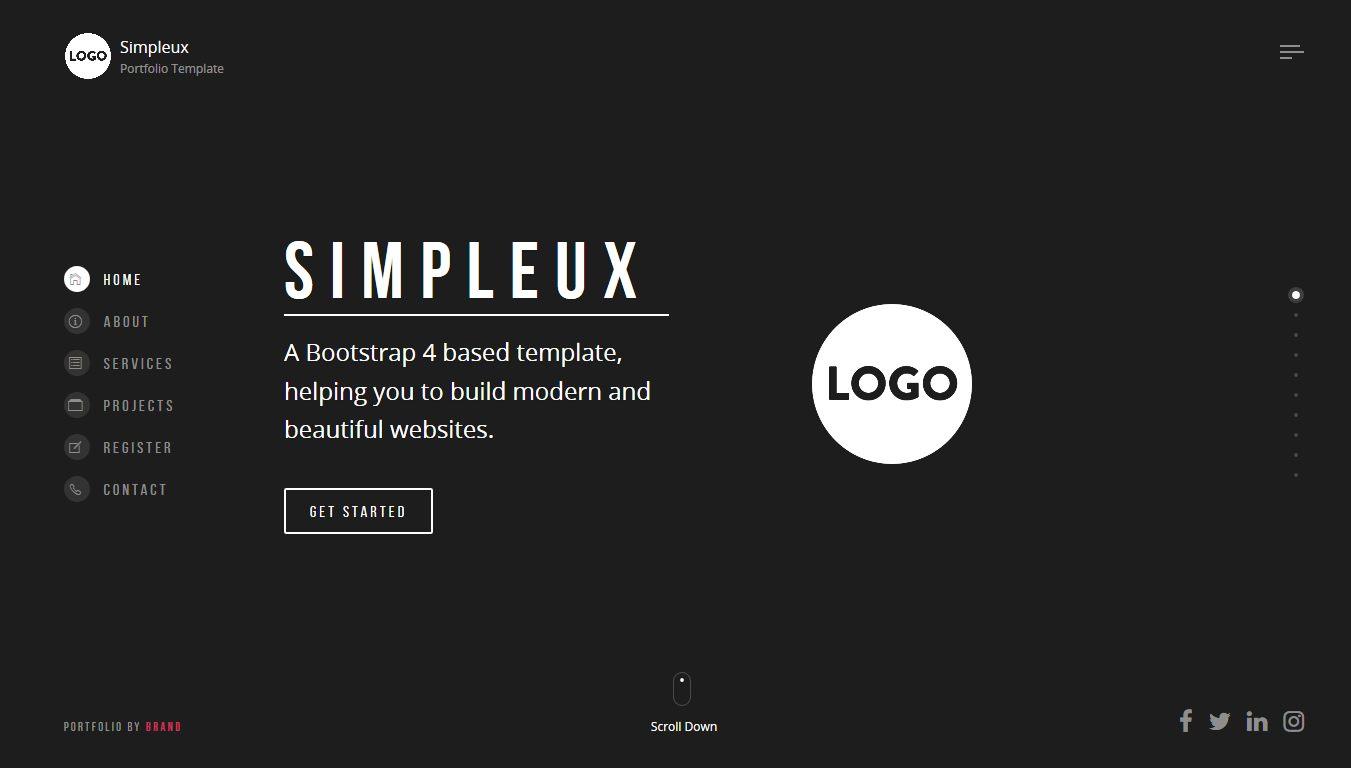 LOGO
Simpleux
Portfolio Template
HOME
ABOUT
SERVICES
PROJECTS
REGISTER
CONTACT
SIMPLEUX
A Bootstrap 4 based template,
helping you to build modern and
beautiful websites.
GET STARTED
LOGO
PORTFOLIO BY BRAND
Scroll Down